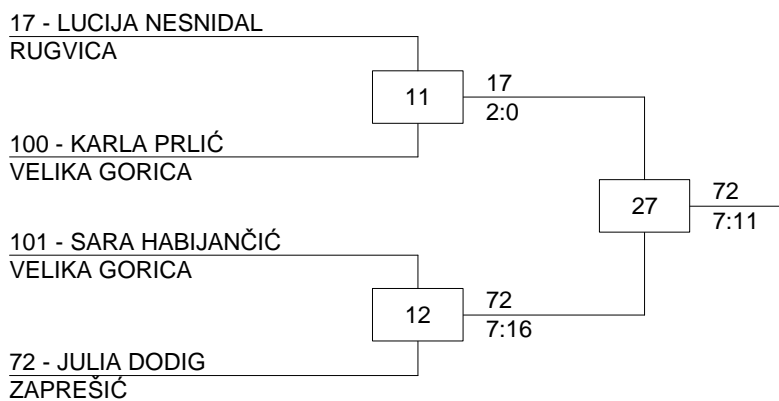 17 - LUCIJA NESNIDAL
RUGVICA
11
17
2:0
100 - KARLA PRLIĆ
VELIKA GORICA
27
72
7:11
101 - SARA HABIJANČIĆ
VELIKA GORICA
12
72
7:16
72 - JULIA DODIG
ZAPREŠIĆ